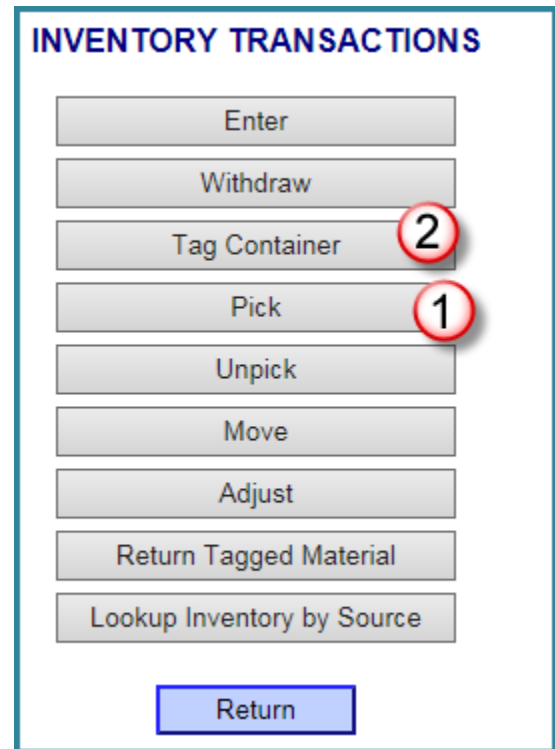 INVENTORY TRANSACTIONS
Enter
Withdraw
Tag Container
2
Pick
1
Unpick
Move
Adjust
Return Tagged Material
Lookup Inventory by Source
Return